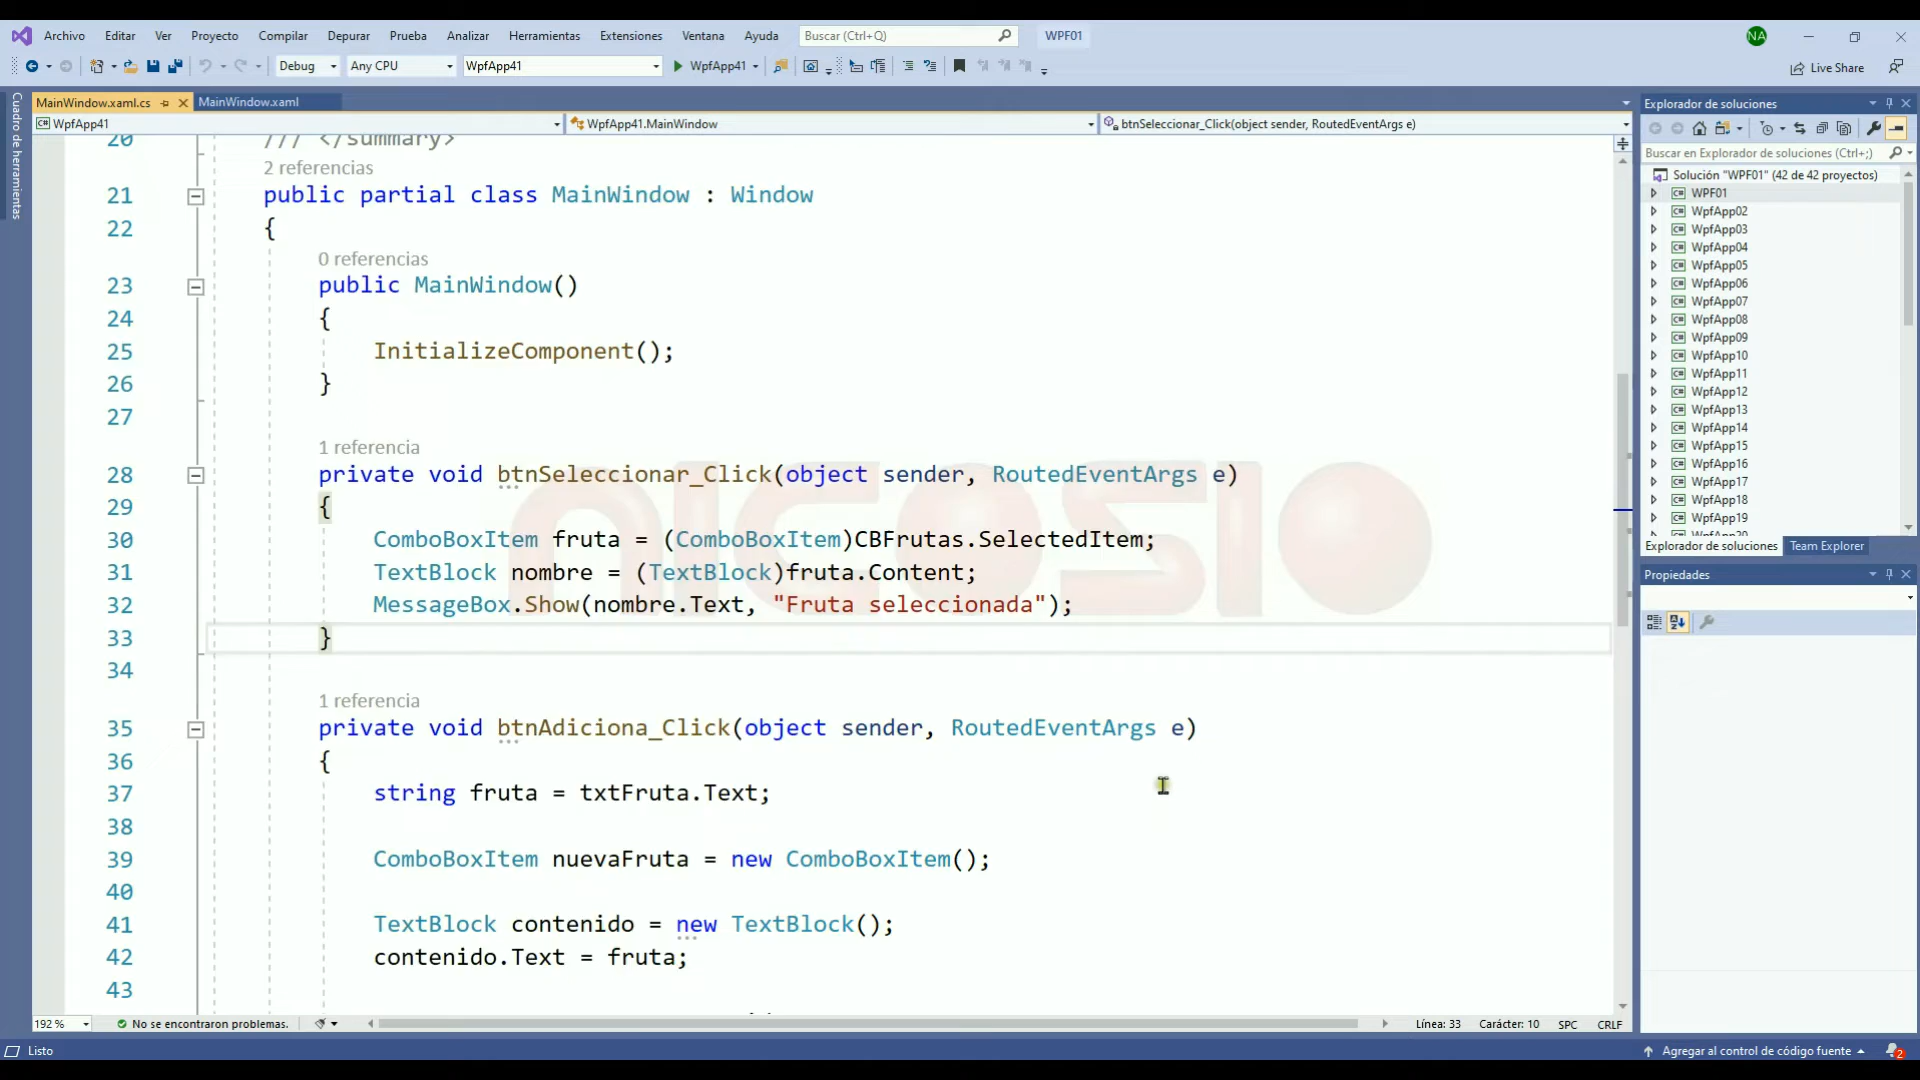 Archivo Editar Ver Proyecto Compilar Depurar Prueba Analizar Herramientas Extensiones Ventana Ayuda Buscar (Ctrl+Q) WPF01 NA
Debug Any CPU WpfApp41 WpfApp41 Live Share
Cuadro de herramientas
MainWindow.xaml.cs MainWindow.xaml
WpfApp41 WpfApp41.MainWindow btnSeleccionar_Click(object sender, RoutedEventArgs e)
20 /// </summary>
2 referencias
21 public partial class MainWindow : Window
22 {
0 referencias
23 public MainWindow()
24 {
25 InitializeComponent();
26 }
27
1 referencia
28 private void btnSeleccionar_Click(object sender, RoutedEventArgs e)
29 {
30 ComboBoxItem fruta = (ComboBoxItem)CBFrutas.SelectedItem;
31 TextBlock nombre = (TextBlock)fruta.Content;
32 MessageBox.Show(nombre.Text, "Fruta seleccionada");
33 }
34
1 referencia
35 private void btnAdiciona_Click(object sender, RoutedEventArgs e)
36 {
37 string fruta = txtFruta.Text;
38
39 ComboBoxItem nuevaFruta = new ComboBoxItem();
40
41 TextBlock contenido = new TextBlock();
42 contenido.Text = fruta;
43
NICOSIO
192 % No se encontraron problemas. Línea: 33 Carácter: 10 SPC CRLF
Explorador de soluciones
Buscar en Explorador de soluciones (Ctrl+;)
Solución "WPF01" (42 de 42 proyectos)
C# WPF01
C# WpfApp02
C# WpfApp03
C# WpfApp04
C# WpfApp05
C# WpfApp06
C# WpfApp07
C# WpfApp08
C# WpfApp09
C# WpfApp10
C# WpfApp11
C# WpfApp12
C# WpfApp13
C# WpfApp14
C# WpfApp15
C# WpfApp16
C# WpfApp17
C# WpfApp18
C# WpfApp19
Explorador de soluciones Team Explorer
Propiedades
Listo Agregar al control de código fuente 2